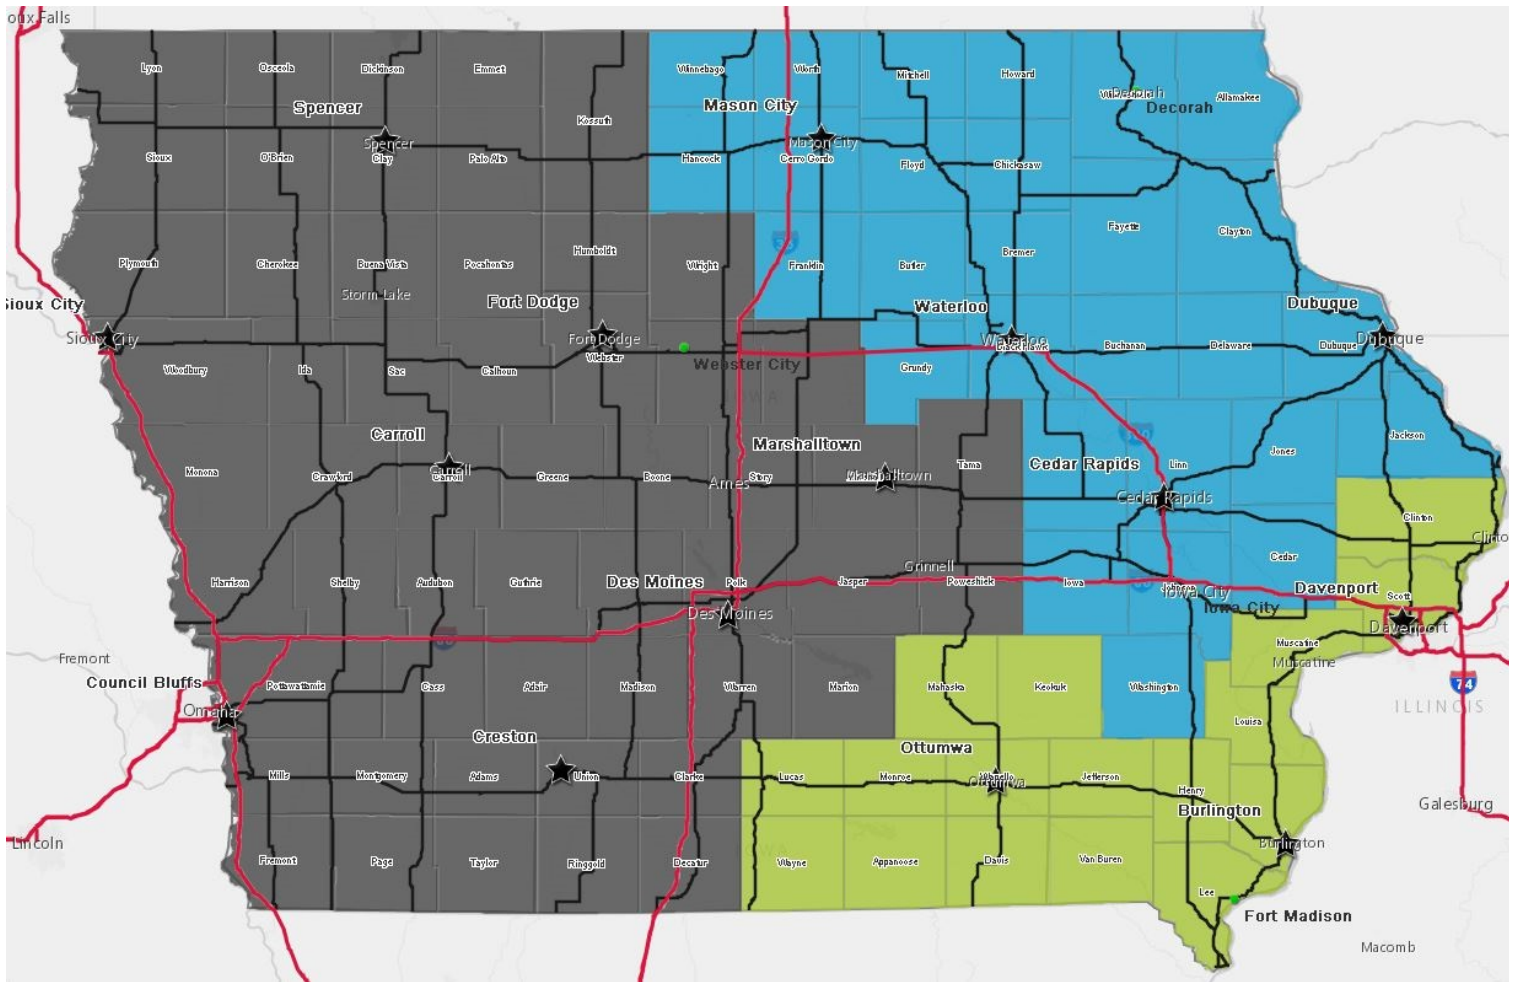 oux Falls
Lyon
Osceola
Dickinson
Emmet
Winnebago
Worth
Mitchell
Howard
Allamakee
Decorah
Decorah
Spencer
Mason City
Kossuth
Spencer
Mason City
Sioux
O'Brien
Clay
Palo Alto
Hancock
Cerro Gordo
Floyd
Chickasaw
Fayette
Clayton
Plymouth
Cherokee
Buena Vista
Pocahontas
Humboldt
Wright
Franklin
Butler
Bremer
Storm Lake
Sioux City
Fort Dodge
Waterloo
Dubuque
Sioux City
Fort Dodge
Waterloo
Dubuque
Webster
Black Hawk
Buchanan
Delaware
Dubuque
Webster City
Woodbury
Ida
Sac
Calhoun
Grundy
IOWA
Carroll
Marshalltown
Jackson
Cedar Rapids
Monona
Crawford
Carroll
Carroll
Greene
Boone
Ames
Story
Marshalltown
Tama
Linn
Jones
Cedar Rapids
Clinton
Clinto
Harrison
Shelby
Audubon
Guthrie
Des Moines
Polk
Jasper
Grinnell
Poweshiek
Iowa
Johnson
Iowa City
Iowa City
Cedar
Davenport
Scott
Davenport
Des Moines
Fremont
Muscatine
Muscatine
Council Bluffs
Pottawattamie
Cass
Adair
Madison
Warren
Marion
Mahaska
Keokuk
Washington
74
ILLINOIS
Omaha
Louisa
Creston
Ottumwa
Mills
Montgomery
Adams
Union
Clarke
Lucas
Monroe
Wapello
Ottumwa
Jefferson
Henry
Burlington
Galesburg
Lincoln
Burlington
Fremont
Page
Taylor
Ringgold
Decatur
Wayne
Appanoose
Davis
Van Buren
Lee
Fort Madison
Macomb